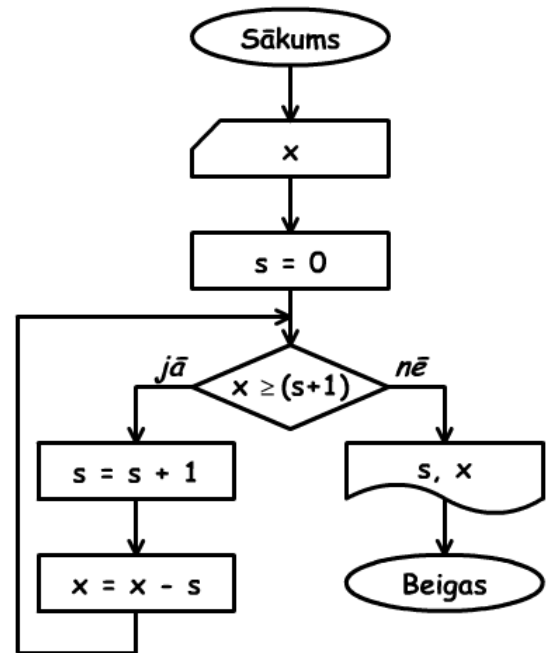 Sākums
x
s = 0
x ≥ (s+1)
jā
nē
s = s + 1
x = x - s
s, x
Beigas